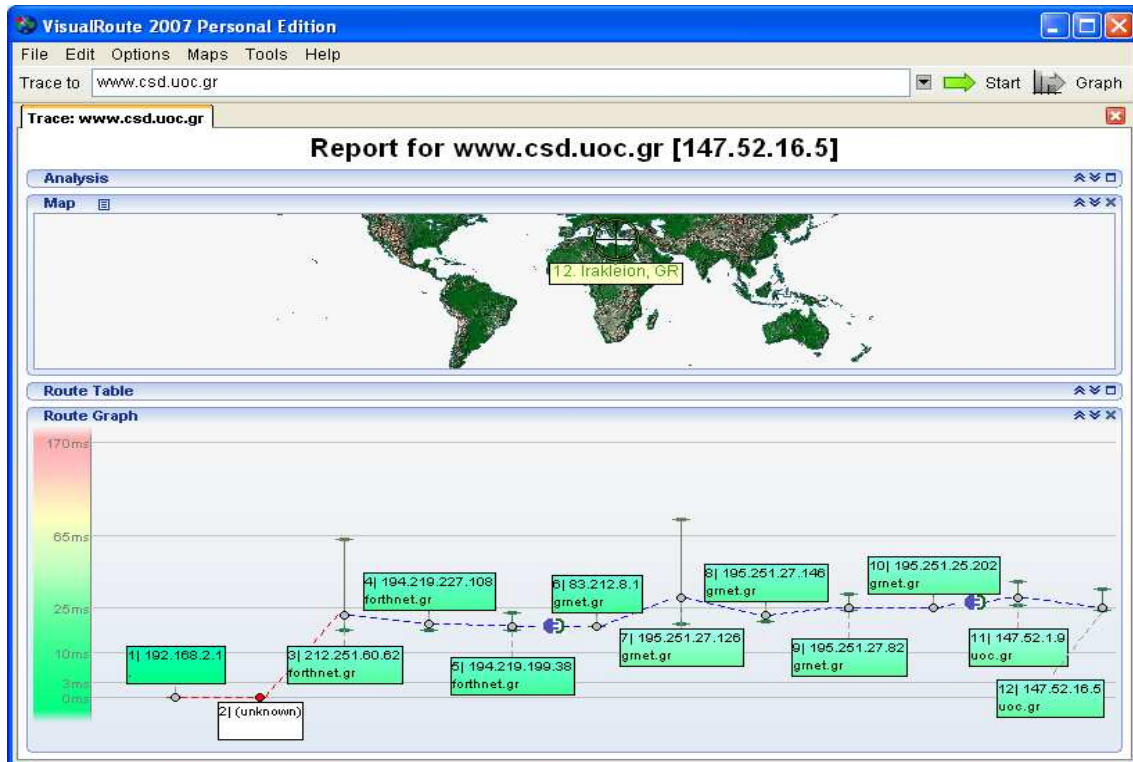 VisualRoute 2007 Personal Edition
File Edit Options Maps Tools Help
Trace to www.csd.uoc.gr Start Graph
Trace: www.csd.uoc.gr
Report for www.csd.uoc.gr [147.52.16.5]
Analysis
Map
12. Irakleion, GR
Route Table
Route Graph
170ms
65ms
25ms
10ms
3ms
0ms
1| 192.168.2.1
.
2| (unknown)
3| 212.251.60.62
forthnet.gr
4| 194.219.227.108
forthnet.gr
5| 194.219.199.38
forthnet.gr
6| 83.212.8.1
grnet.gr
7| 195.251.27.126
grnet.gr
8| 195.251.27.146
grnet.gr
9| 195.251.27.82
grnet.gr
10| 195.251.25.202
grnet.gr
11| 147.52.1.9
uoc.gr
12| 147.52.16.5
uoc.gr